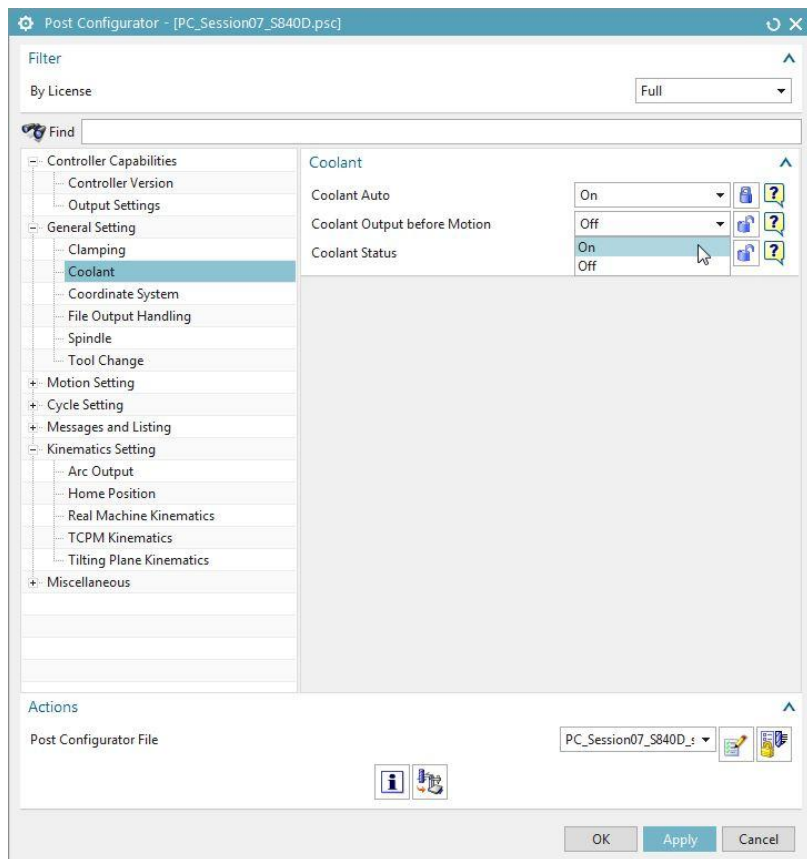 Post Configurator - [PC_Session07_S840D.psc]
Filter
By License
Full
Find
Controller Capabilities
Controller Version
Output Settings
General Setting
Clamping
Coolant
Coordinate System
File Output Handling
Spindle
Tool Change
Motion Setting
Cycle Setting
Messages and Listing
Kinematics Setting
Arc Output
Home Position
Real Machine Kinematics
TCPM Kinematics
Tilting Plane Kinematics
Miscellaneous
Coolant
Coolant Auto
On
Coolant Output before Motion
Off
Coolant Status
On
Off
Actions
Post Configurator File
PC_Session07_S840D_s
OK
Apply
Cancel